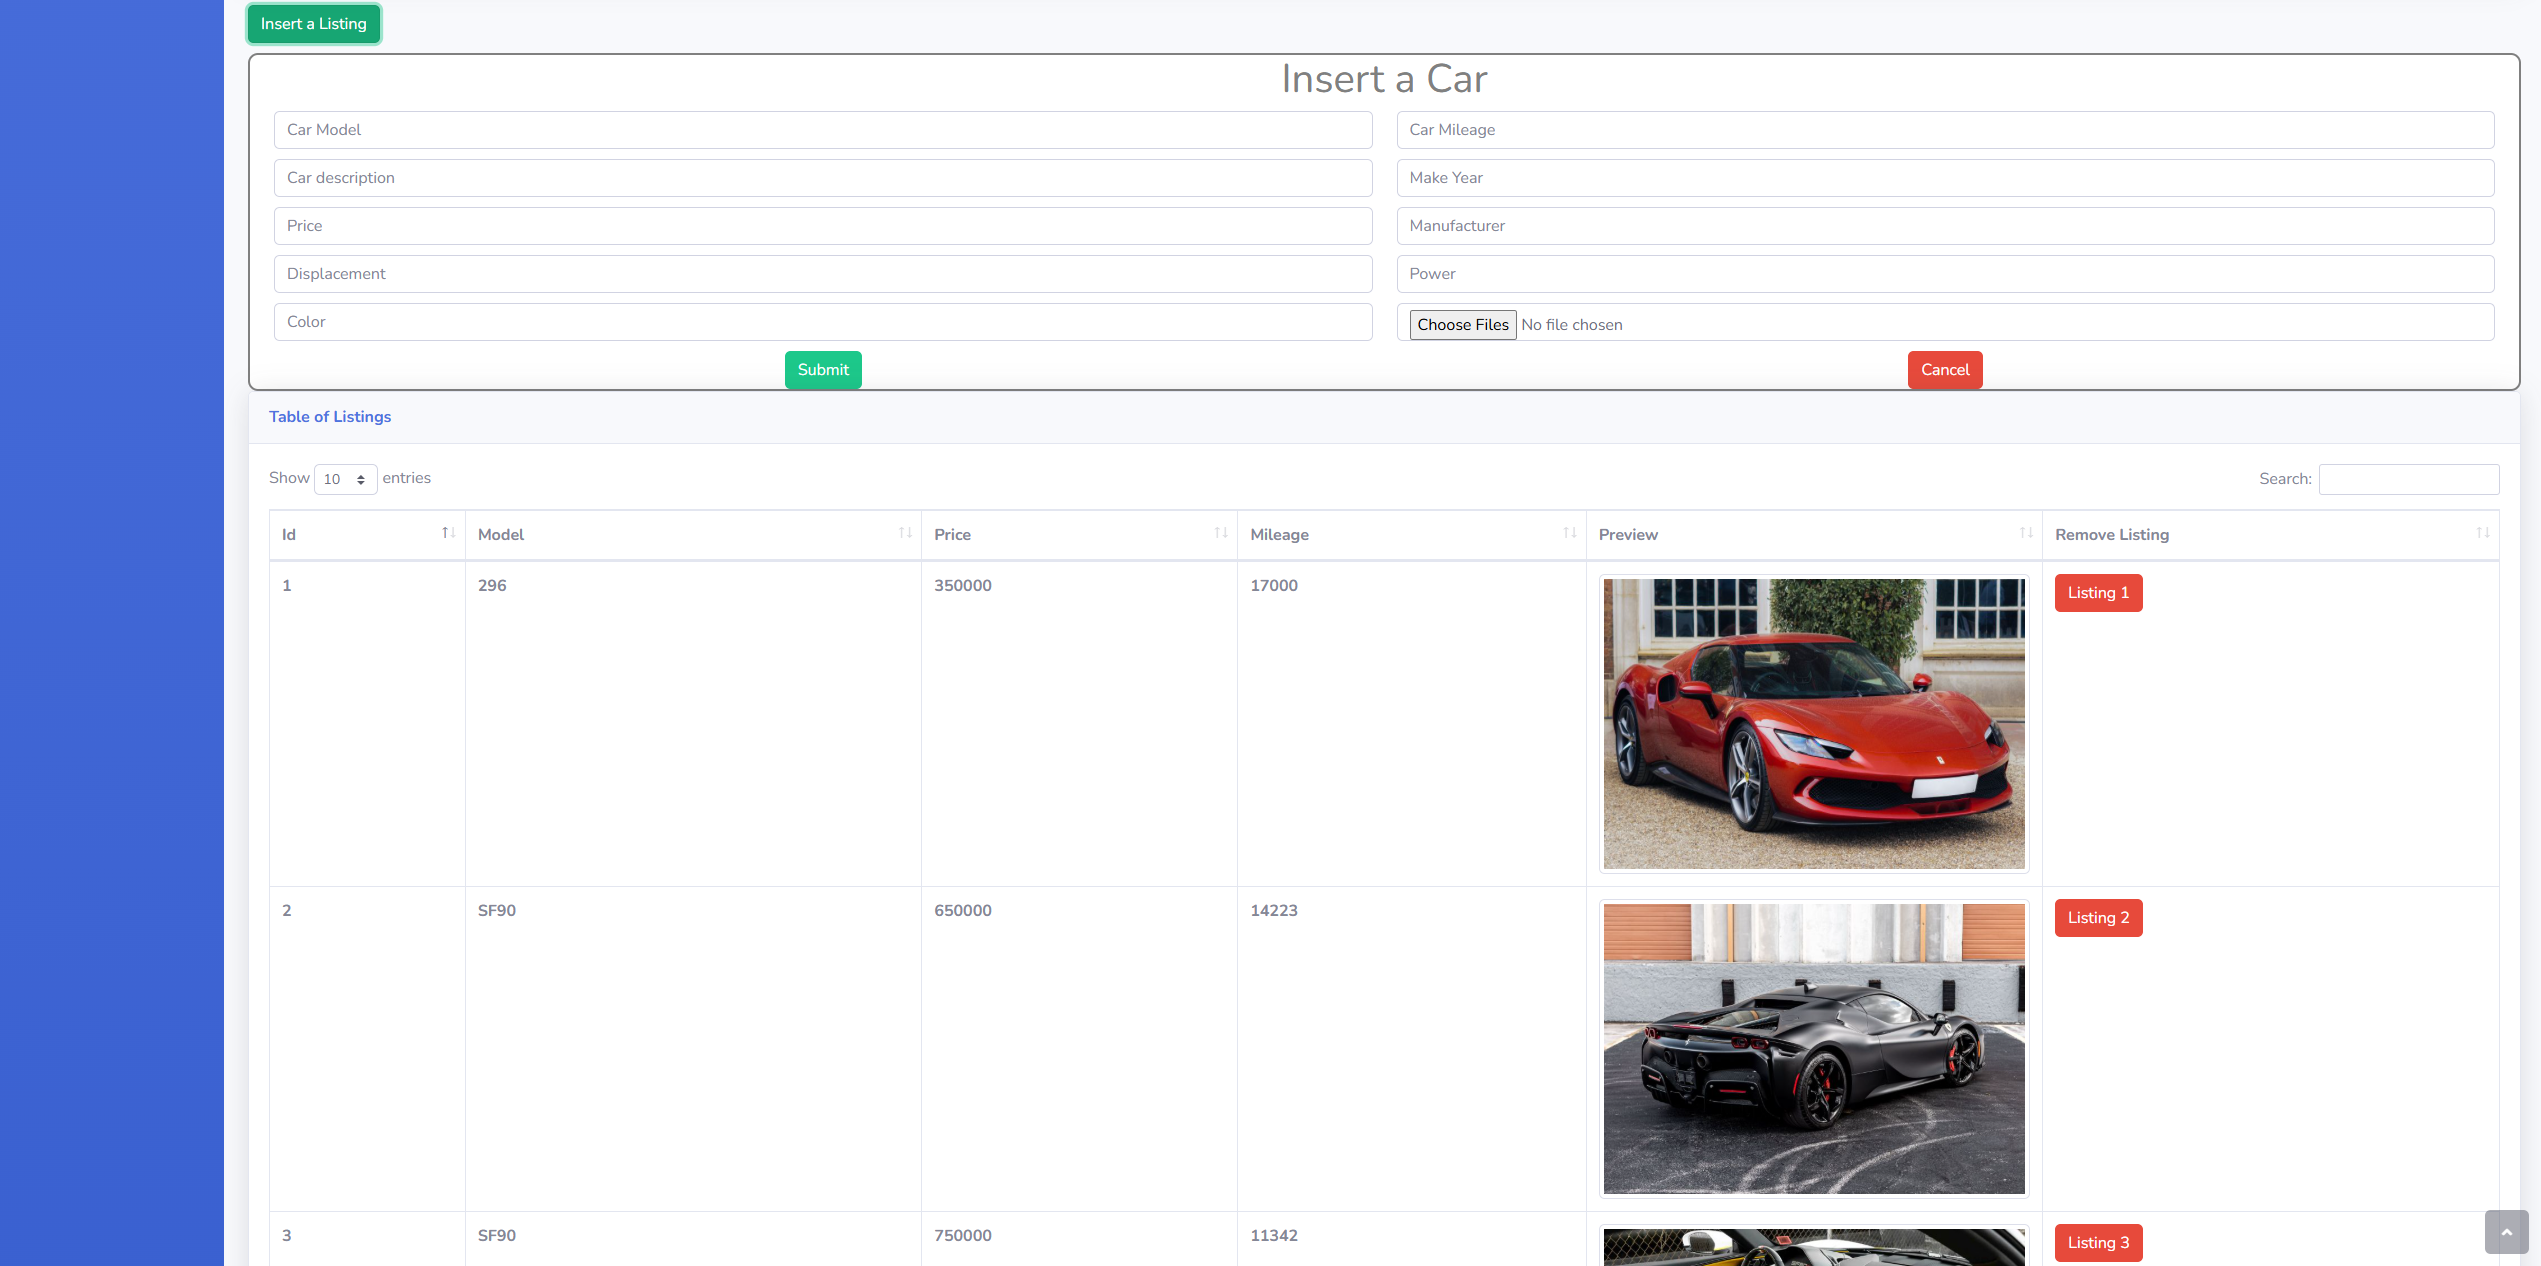 Insert a Listing
Insert a Car
Car Model
Car Mileage
Car description
Make Year
Price
Manufacturer
Displacement
Power
Color
Choose Files No file chosen
Submit
Cancel
Table of Listings
Show 10 entries
Search:
Id Model Price Mileage Preview Remove Listing
1 296 350000 17000 Listing 1
2 SF90 650000 14223 Listing 2
3 SF90 750000 11342 Listing 3